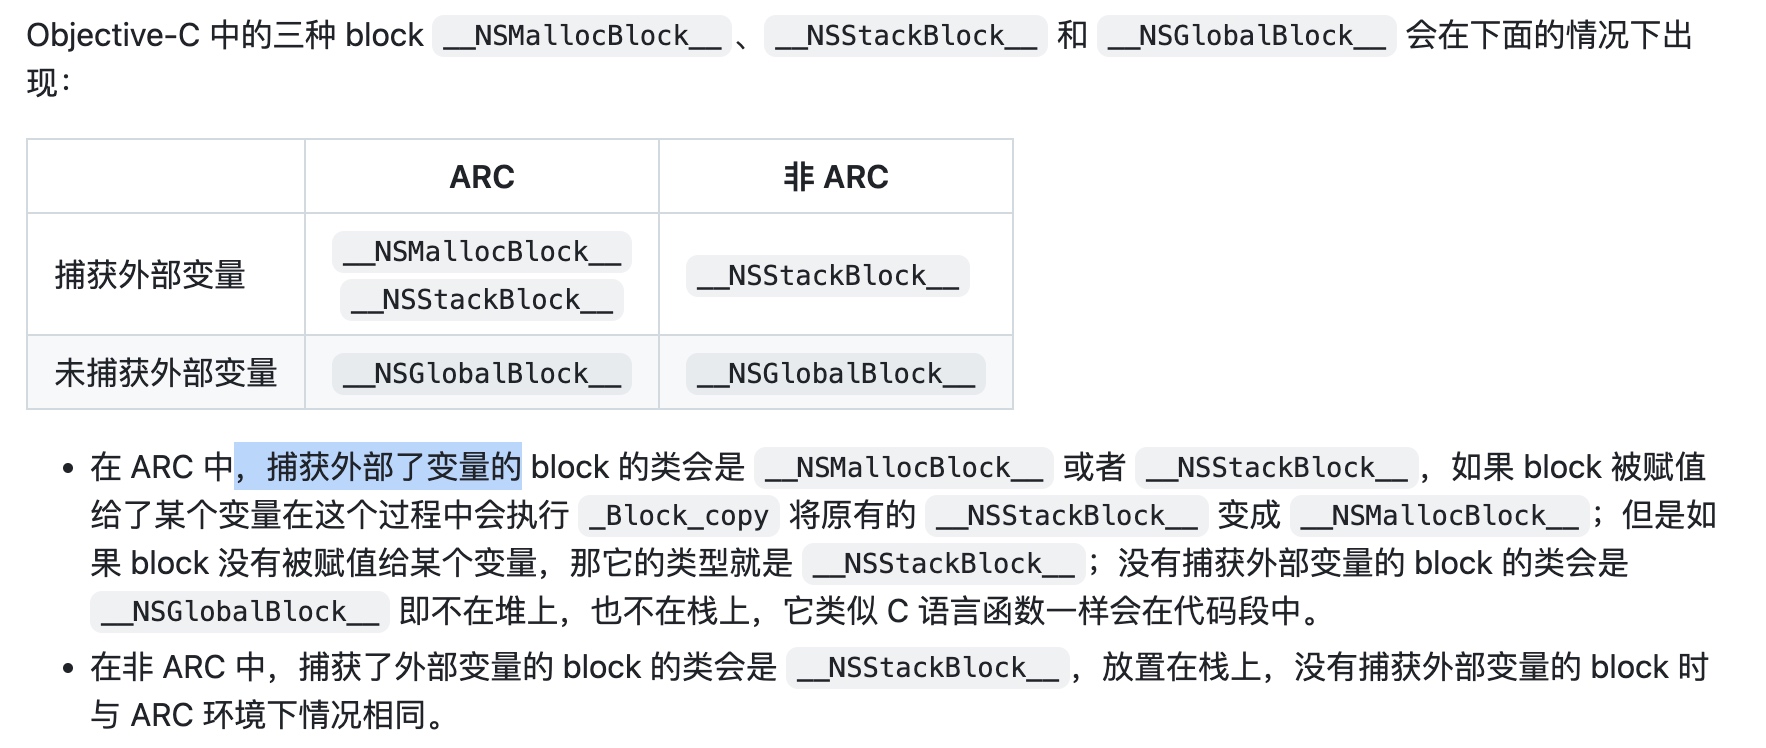 Objective-C 中的三种 block __NSMallocBlock__ 、 __NSStackBlock__ 和 __NSGlobalBlock__ 会在下面的情况下出
现：
ARC 非 ARC
捕获外部变量 __NSMallocBlock__ __NSStackBlock__
__NSStackBlock__
未捕获外部变量 __NSGlobalBlock__ __NSGlobalBlock__
• 在 ARC 中，捕获外部了变量的 block 的类会是 __NSMallocBlock__ 或者 __NSStackBlock__，如果 block 被赋值
给了某个变量在这个过程中会执行 _Block_copy 将原有的 __NSStackBlock__ 变成 __NSMallocBlock__；但是如
果 block 没有被赋值给某个变量，那它的类型就是 __NSStackBlock__；没有捕获外部变量的 block 的类会是
__NSGlobalBlock__ 即不在堆上，也不在栈上，它类似 C 语言函数一样会在代码段中。
• 在非 ARC 中，捕获了外部变量的 block 的类会是 __NSStackBlock__，放置在栈上，没有捕获外部变量的 block 时
与 ARC 环境下情况相同。